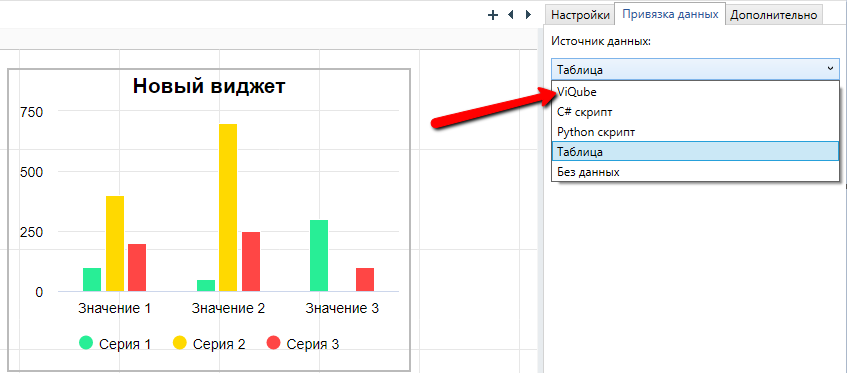 Настройки
Привязка данных
Дополнительно
Источник данных:
Таблица
ViQube
C# скрипт
Python скрипт
Таблица
Без данных
Новый виджет
750
500
250
0
Значение 1
Значение 2
Значение 3
Серия 1
Серия 2
Серия 3